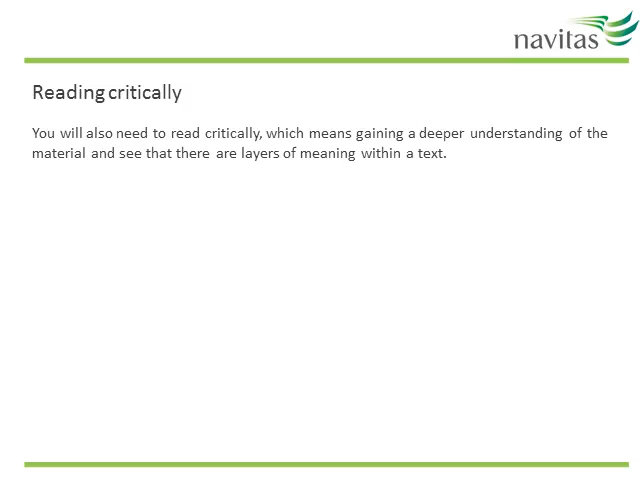 navitas
Reading critically
You will also need to read critically, which means gaining a deeper understanding of the
material and see that there are layers of meaning within a text.